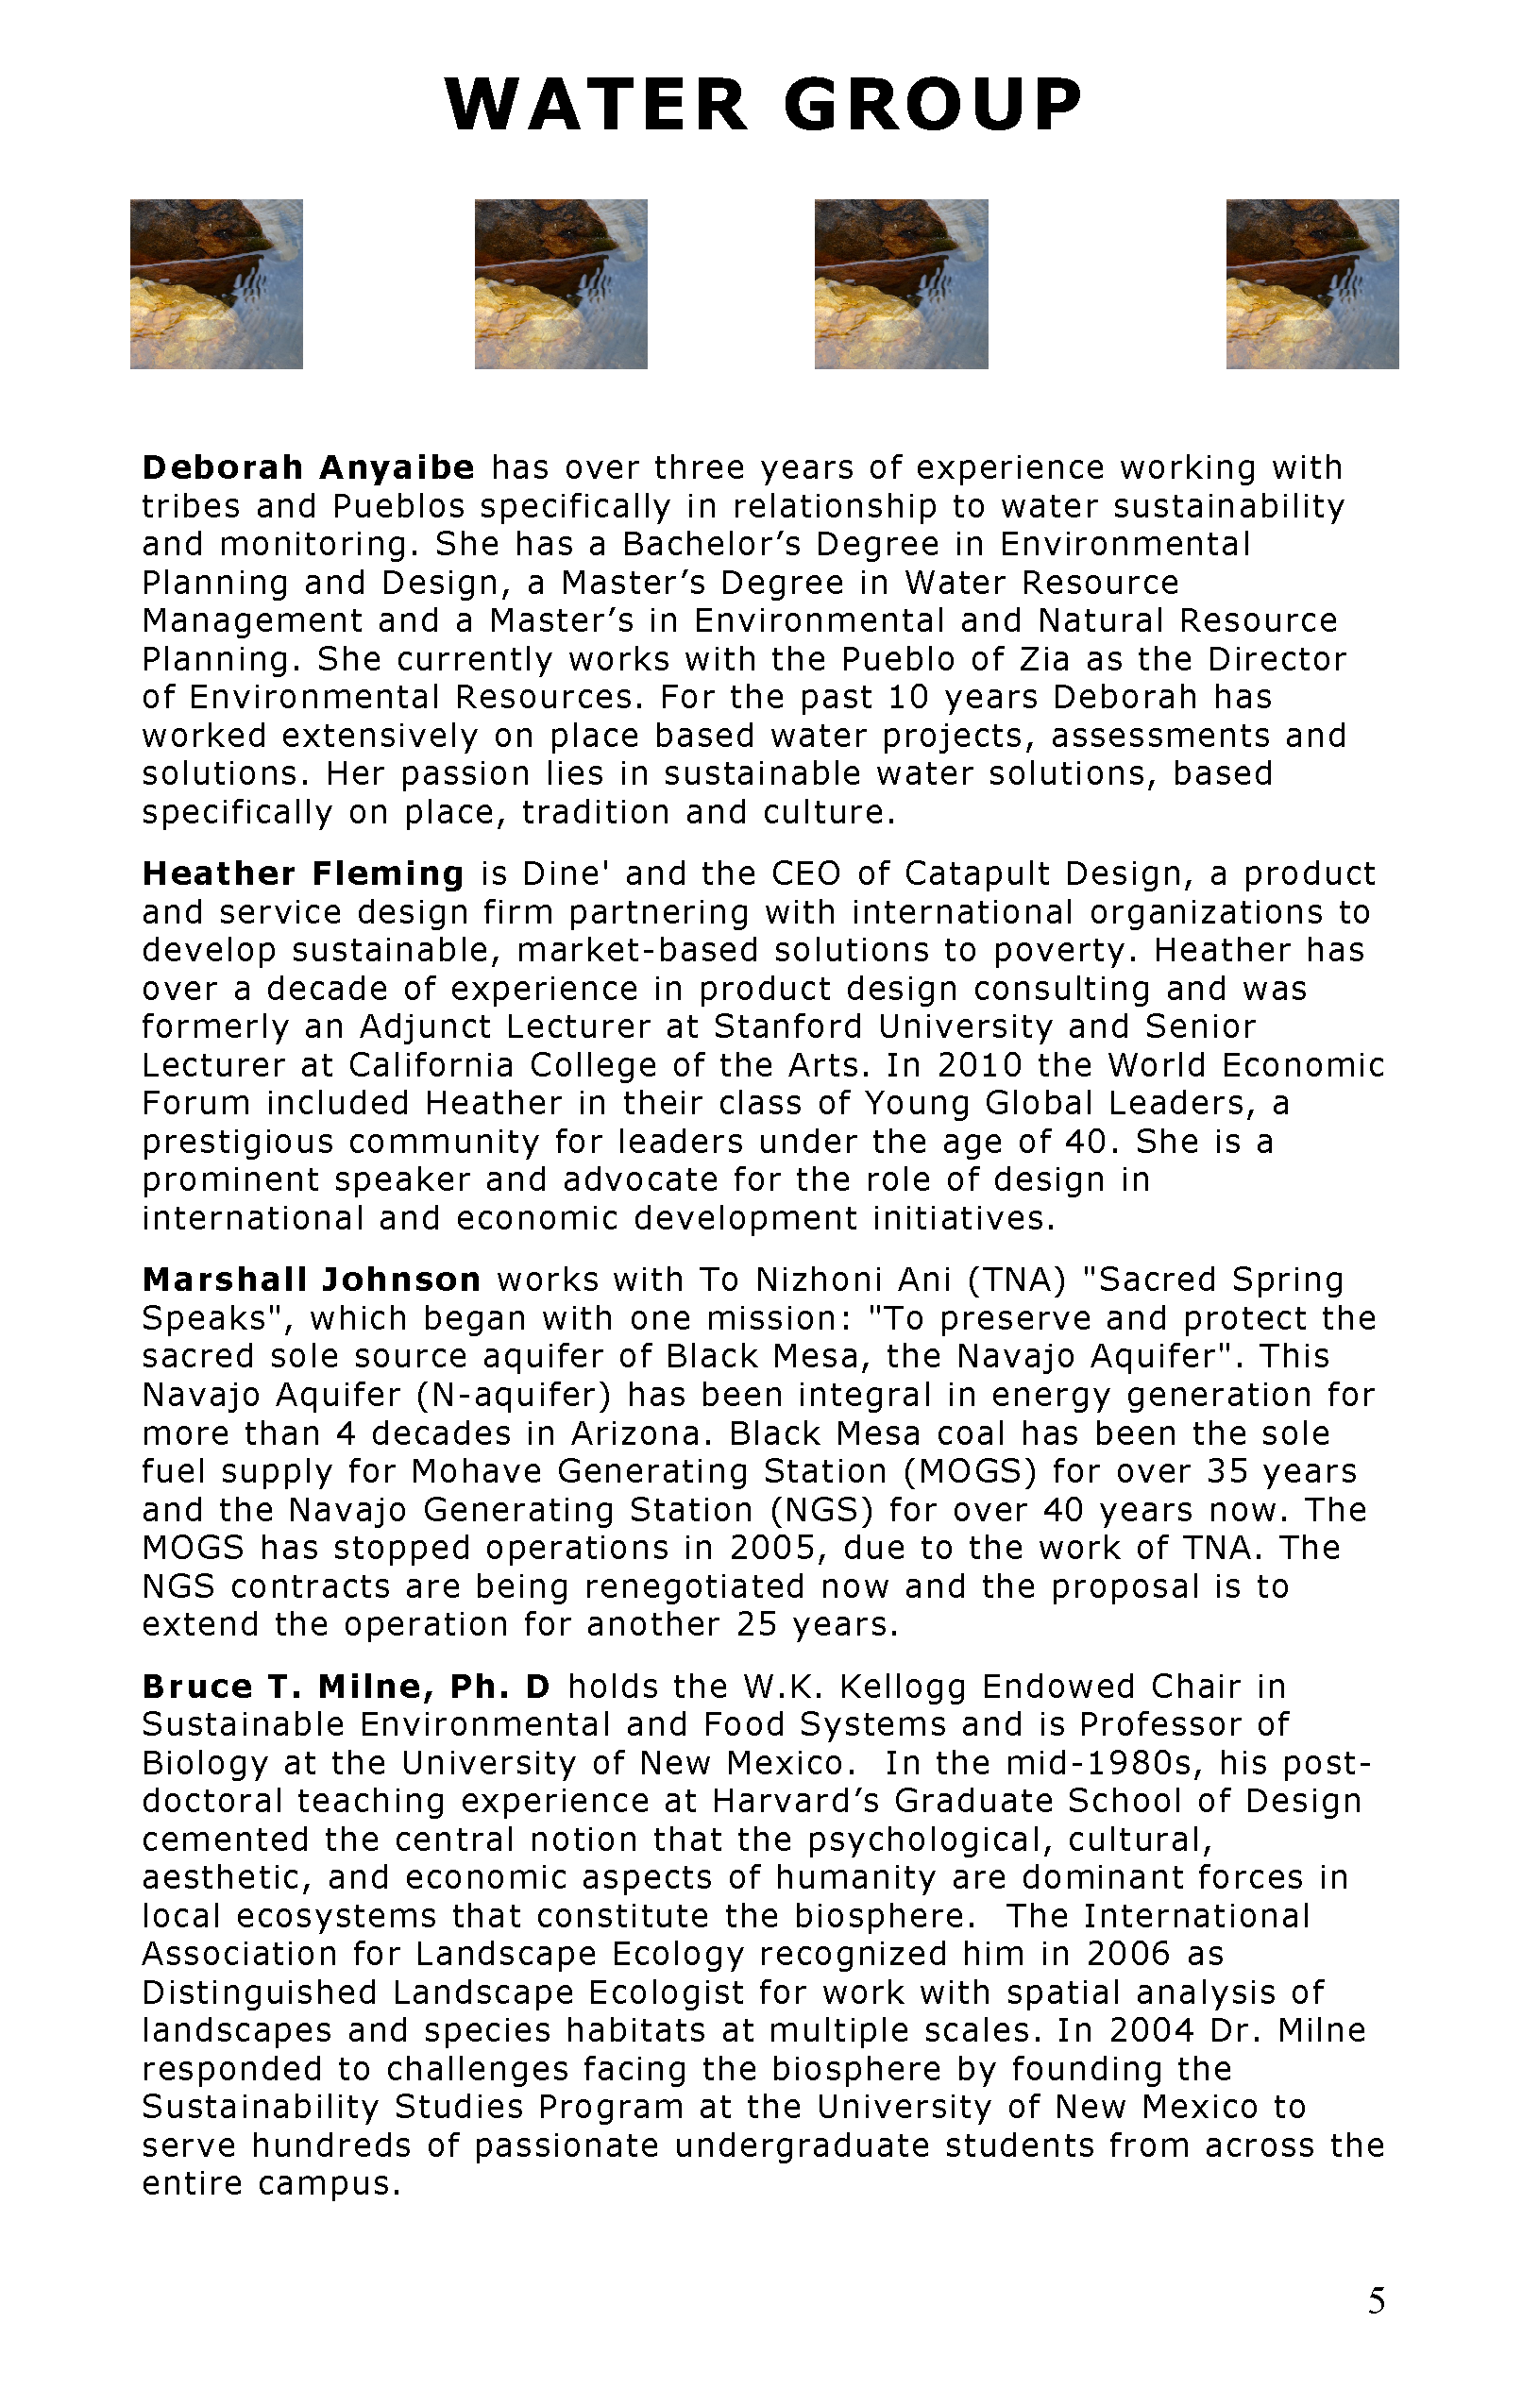 WATER GROUP
Deborah Anyaibe has over three years of experience working with
tribes and Pueblos specifically in relationship to water sustainability
and monitoring. She has a Bachelor’s Degree in Environmental
Planning and Design, a Master’s Degree in Water Resource
Management and a Master’s in Environmental and Natural Resource
Planning. She currently works with the Pueblo of Zia as the Director
of Environmental Resources. For the past 10 years Deborah has
worked extensively on place based water projects, assessments and
solutions. Her passion lies in sustainable water solutions, based
specifically on place, tradition and culture.
Heather Fleming is Dine' and the CEO of Catapult Design, a product
and service design firm partnering with international organizations to
develop sustainable, market-based solutions to poverty. Heather has
over a decade of experience in product design consulting and was
formerly an Adjunct Lecturer at Stanford University and Senior
Lecturer at California College of the Arts. In 2010 the World Economic
Forum included Heather in their class of Young Global Leaders, a
prestigious community for leaders under the age of 40. She is a
prominent speaker and advocate for the role of design in
international and economic development initiatives.
Marshall Johnson works with To Nizhoni Ani (TNA) "Sacred Spring
Speaks", which began with one mission: "To preserve and protect the
sacred sole source aquifer of Black Mesa, the Navajo Aquifer". This
Navajo Aquifer (N-aquifer) has been integral in energy generation for
more than 4 decades in Arizona. Black Mesa coal has been the sole
fuel supply for Mohave Generating Station (MOGS) for over 35 years
and the Navajo Generating Station (NGS) for over 40 years now. The
MOGS has stopped operations in 2005, due to the work of TNA. The
NGS contracts are being renegotiated now and the proposal is to
extend the operation for another 25 years.
Bruce T. Milne, Ph. D holds the W.K. Kellogg Endowed Chair in
Sustainable Environmental and Food Systems and is Professor of
Biology at the University of New Mexico. In the mid-1980s, his post-
doctoral teaching experience at Harvard’s Graduate School of Design
cemented the central notion that the psychological, cultural,
aesthetic, and economic aspects of humanity are dominant forces in
local ecosystems that constitute the biosphere. The International
Association for Landscape Ecology recognized him in 2006 as
Distinguished Landscape Ecologist for work with spatial analysis of
landscapes and species habitats at multiple scales. In 2004 Dr. Milne
responded to challenges facing the biosphere by founding the
Sustainability Studies Program at the University of New Mexico to
serve hundreds of passionate undergraduate students from across the
entire campus.
5